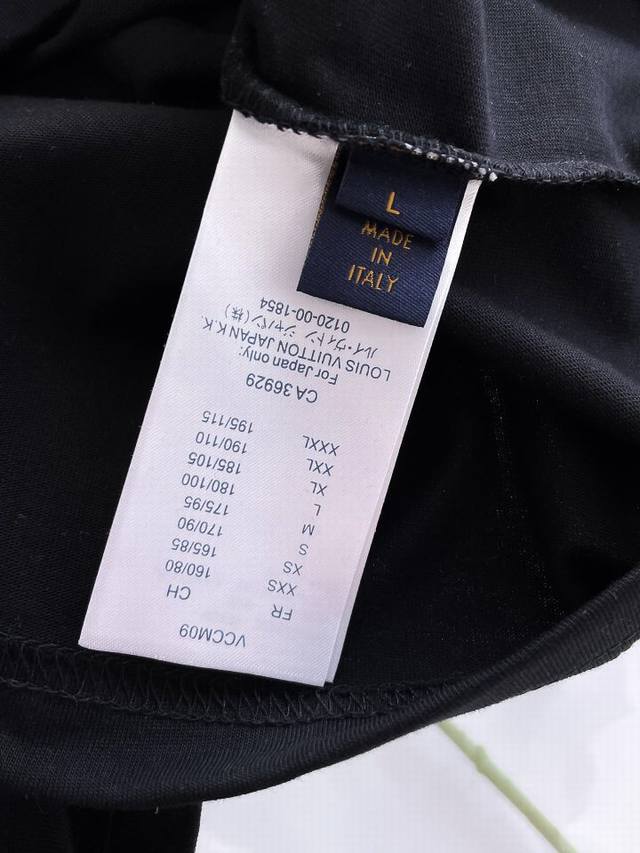 L
MADE
IN
ITALY
VCCM09
FR CH
XXS 160/80
XS 165/85
S 170/90
M 175/95
L 180/100
XL 185/105
XXL 190/110
XXXL 195/115
CA 36929
For Japan only:
LOUIS VUITTON JAPAN K.K.
ルイ・ヴィトン ジャパン(株)
0120-00-1854